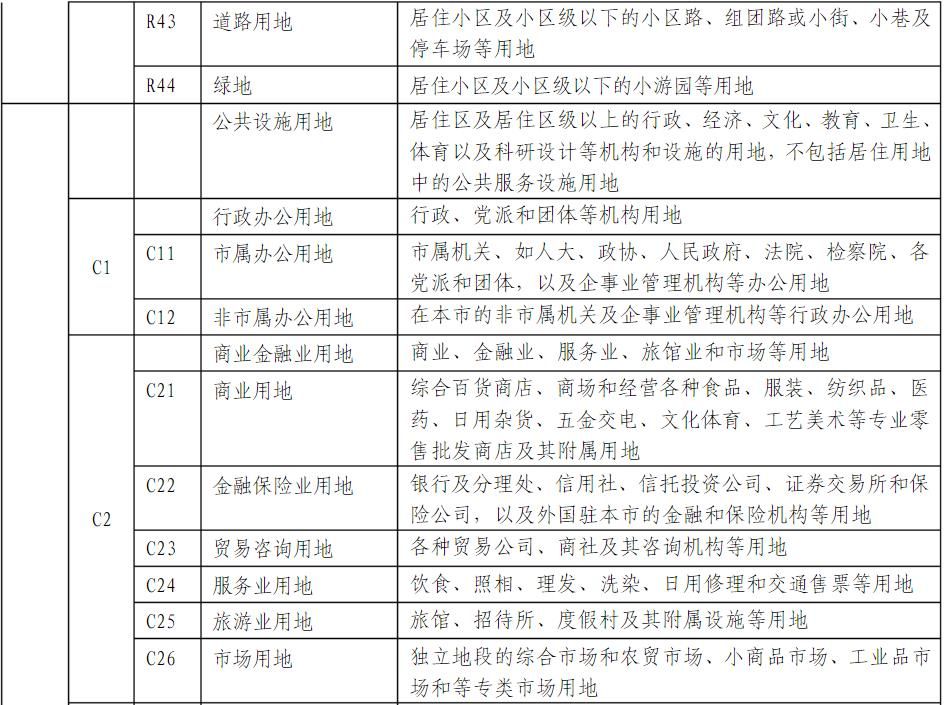 R43 道路用地 居住小区及小区级以下的小区路、组团路或小街、小巷及
停车场等用地
R44 绿地 居住小区及小区级以下的小游园等用地
公共设施用地 居住区及居住区级以上的行政、经济、文化、教育、卫生、
体育以及科研设计等机构和设施的用地，不包括居住用地
中的公共服务设施用地
C1
行政办公用地 行政、党派和团体等机构用地
C11 市属办公用地 市属机关、如人大、政协、人民政府、法院、检察院、各
党派和团体，以及企事业管理机构等办公用地
C12 非市属办公用地 在本市的非市属机关及企事业管理机构等行政办公用地
C2
商业金融业用地 商业、金融业、服务业、旅馆业和市场等用地
C21 商业用地 综合百货商店、商场和经营各种食品、服装、纺织品、医
药、日用杂货、五金交电、文化体育、工艺美术等专业零
售批发商店及其附属用地
C22 金融保险业用地 银行及分理处、信用社、信托投资公司、证券交易所和保
险公司，以及外国驻本市的金融和保险机构等用地
C23 贸易咨询用地 各种贸易公司、商社及其咨询机构等用地
C24 服务业用地 饮食、照相、理发、洗染、日用修理和交通售票等用地
C25 旅游业用地 旅馆、招待所、度假村及其附属设施等用地
C26 市场用地 独立地段的综合市场和农贸市场、小商品市场、工业品市
场和等专类市场用地